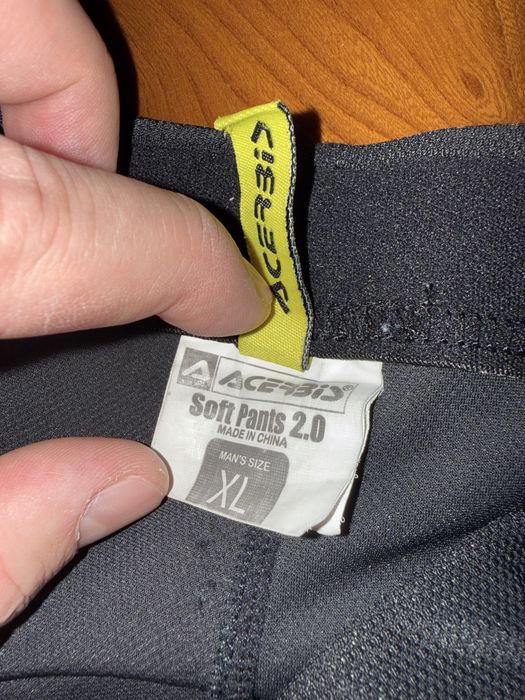 ACERBIS
ACERBIS®
Soft Pants 2.0
MADE IN CHINA
MAN'S SIZE
XL